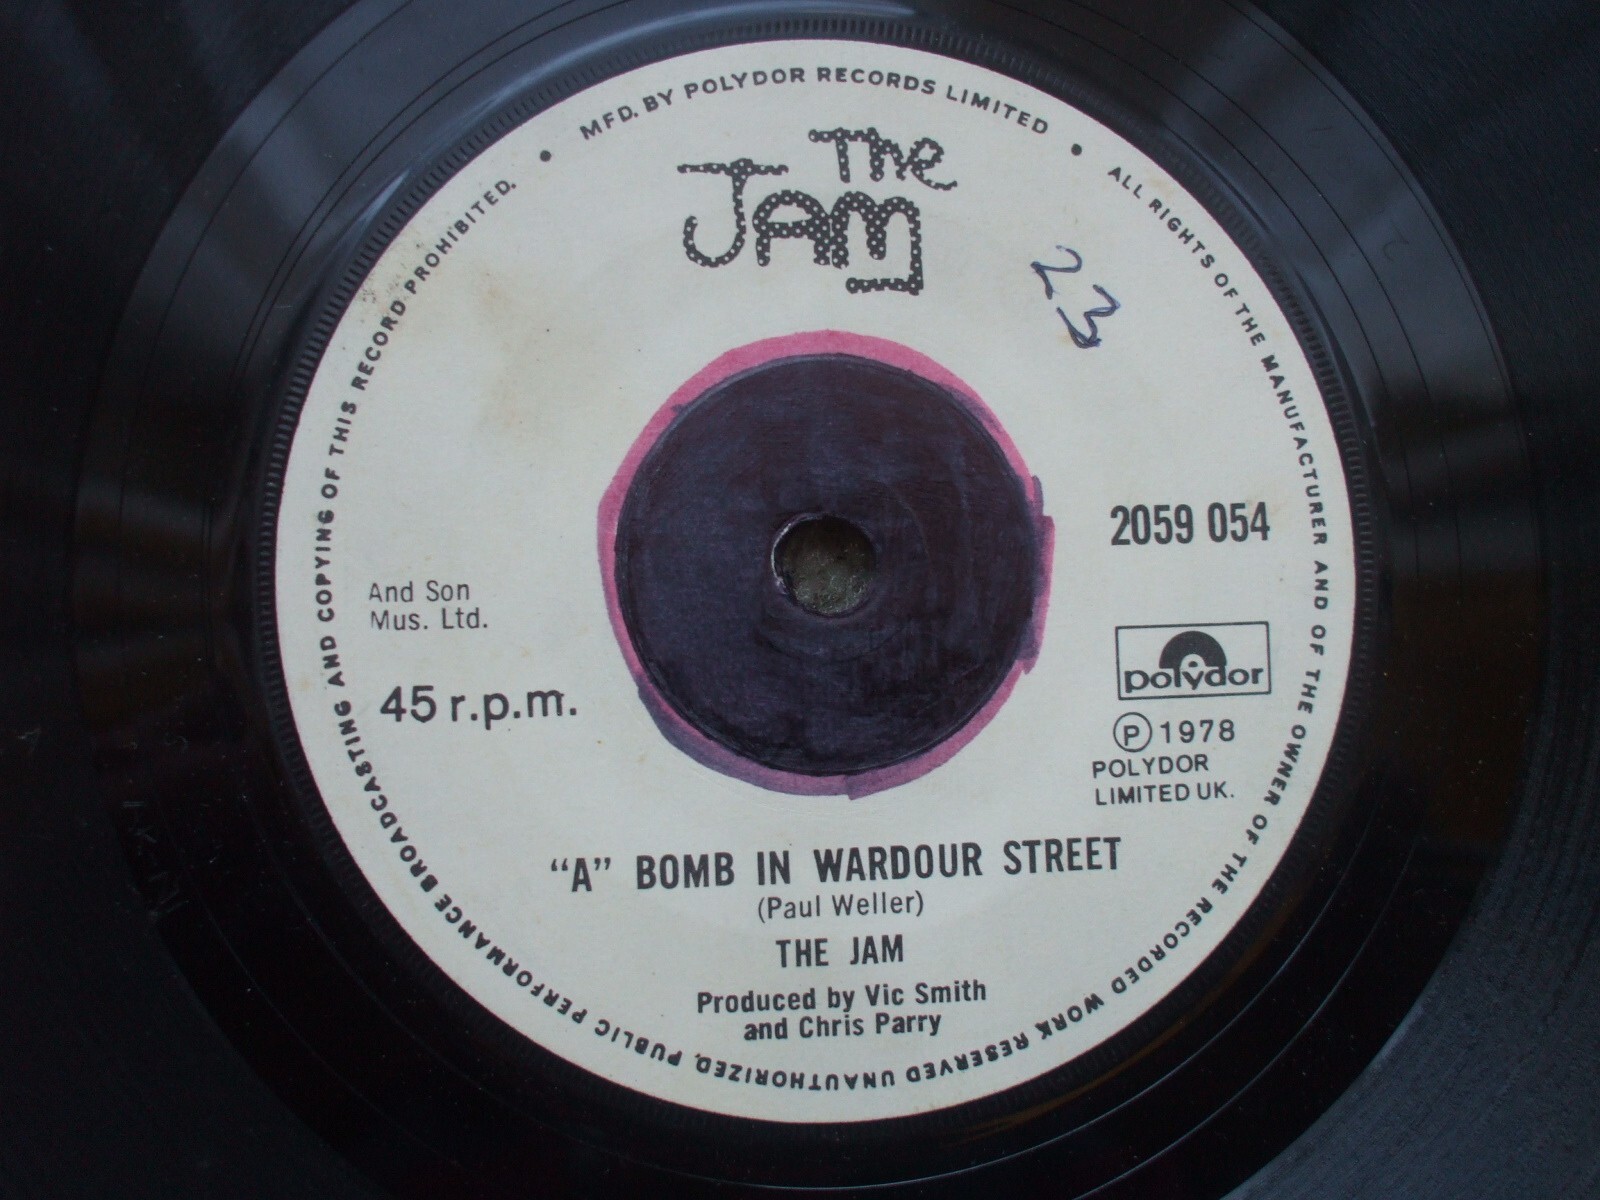 MFD. BY POLYDOR RECORDS LIMITED • ALL RIGHTS OF THE MANUFACTURER AND OF THE OWNER OF THE RECORDED WORK RESERVED UNAUTHORIZED. PUBLIC PERFORMANCE BROADCASTING AND COPYING OF THIS RECORD PROHIBITED. •
The
JAM
23
2059 054
And Son
Mus. Ltd.
45 r.p.m.
polydor
Ⓟ 1978
POLYDOR
LIMITED UK.
“A” BOMB IN WARDOUR STREET
(Paul Weller)
THE JAM
Produced by Vic Smith
and Chris Parry